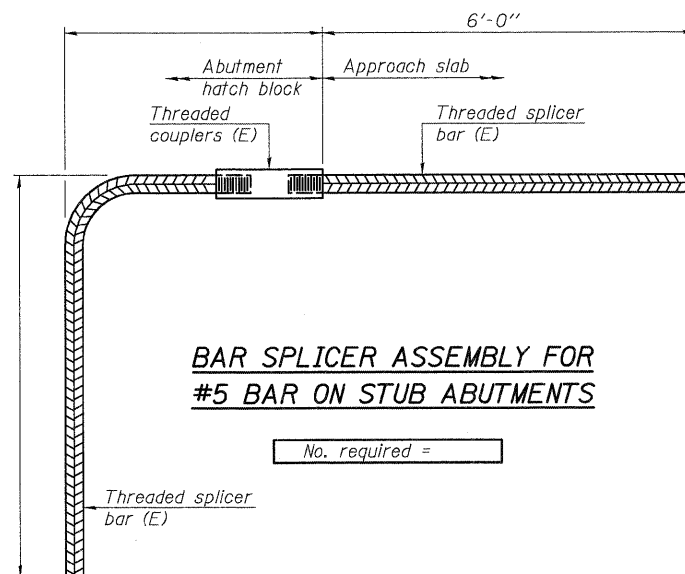 6'-0"
Abutment
hatch block
Approach slab
Threaded
couplers (E)
Threaded splicer
bar (E)
BAR SPLICER ASSEMBLY FOR
#5 BAR ON STUB ABUTMENTS
No. required =
Threaded splicer
bar (E)